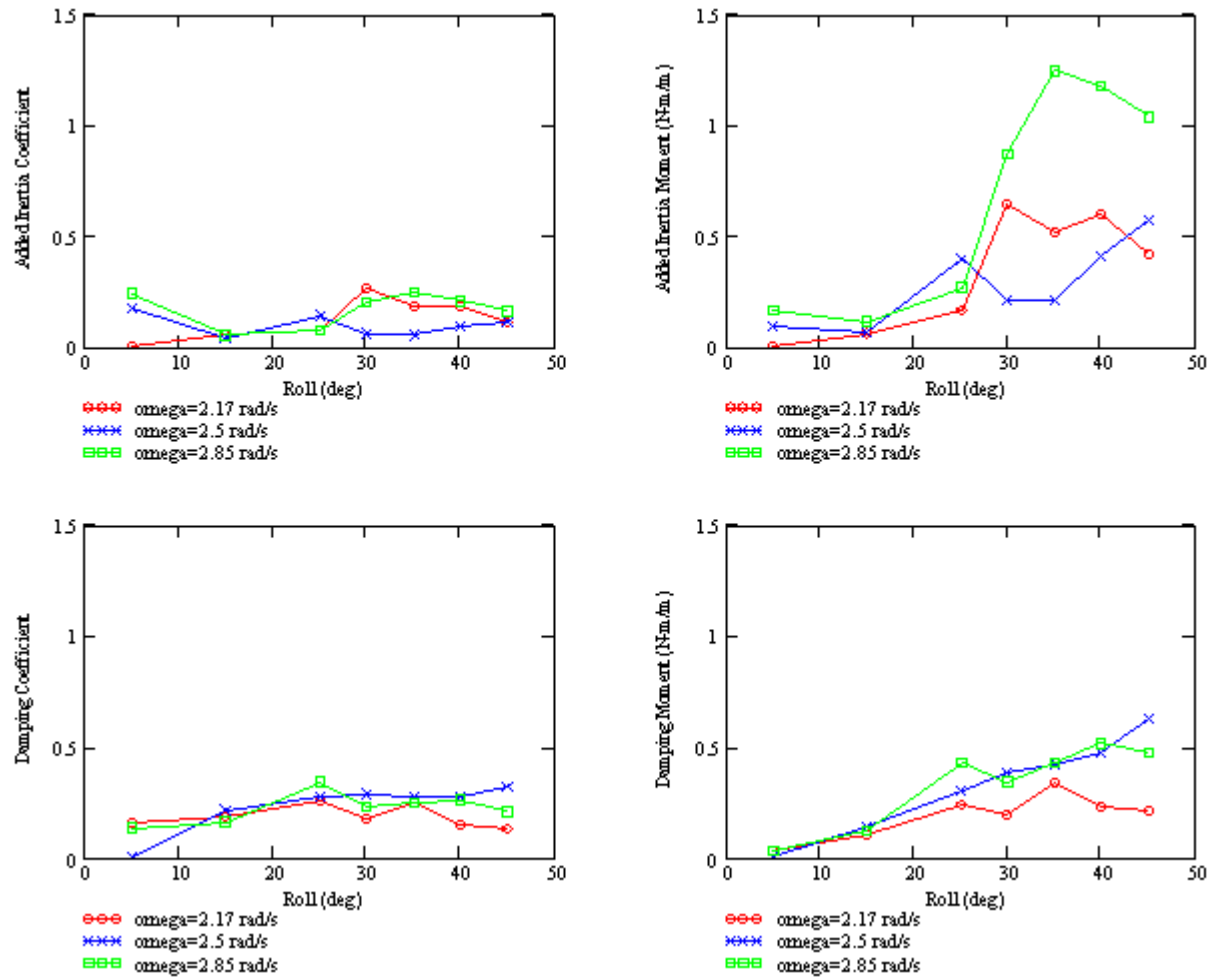 1.5
1
0.5
0
Added Inertia Coefficient
0 10 20 30 40 50
Roll (deg)
omega=2.17 rad/s
omega=2.5 rad/s
omega=2.85 rad/s
1.5
1
0.5
0
Added Inertia Moment (N·m/m)
0 10 20 30 40 50
Roll (deg)
omega=2.17 rad/s
omega=2.5 rad/s
omega=2.85 rad/s
1.5
1
0.5
0
Damping Coefficient
0 10 20 30 40 50
Roll (deg)
omega=2.17 rad/s
omega=2.5 rad/s
omega=2.85 rad/s
1.5
1
0.5
0
Damping Moment (N·m/m)
0 10 20 30 40 50
Roll (deg)
omega=2.17 rad/s
omega=2.5 rad/s
omega=2.85 rad/s